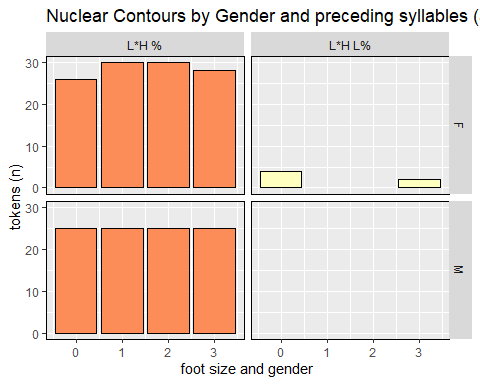 Nuclear Contours by Gender and preceding syllables (
L*H % L*H L%
30
20
10
0
F
30
20
10
0
M
tokens (n)
0 1 2 3 0 1 2 3
foot size and gender